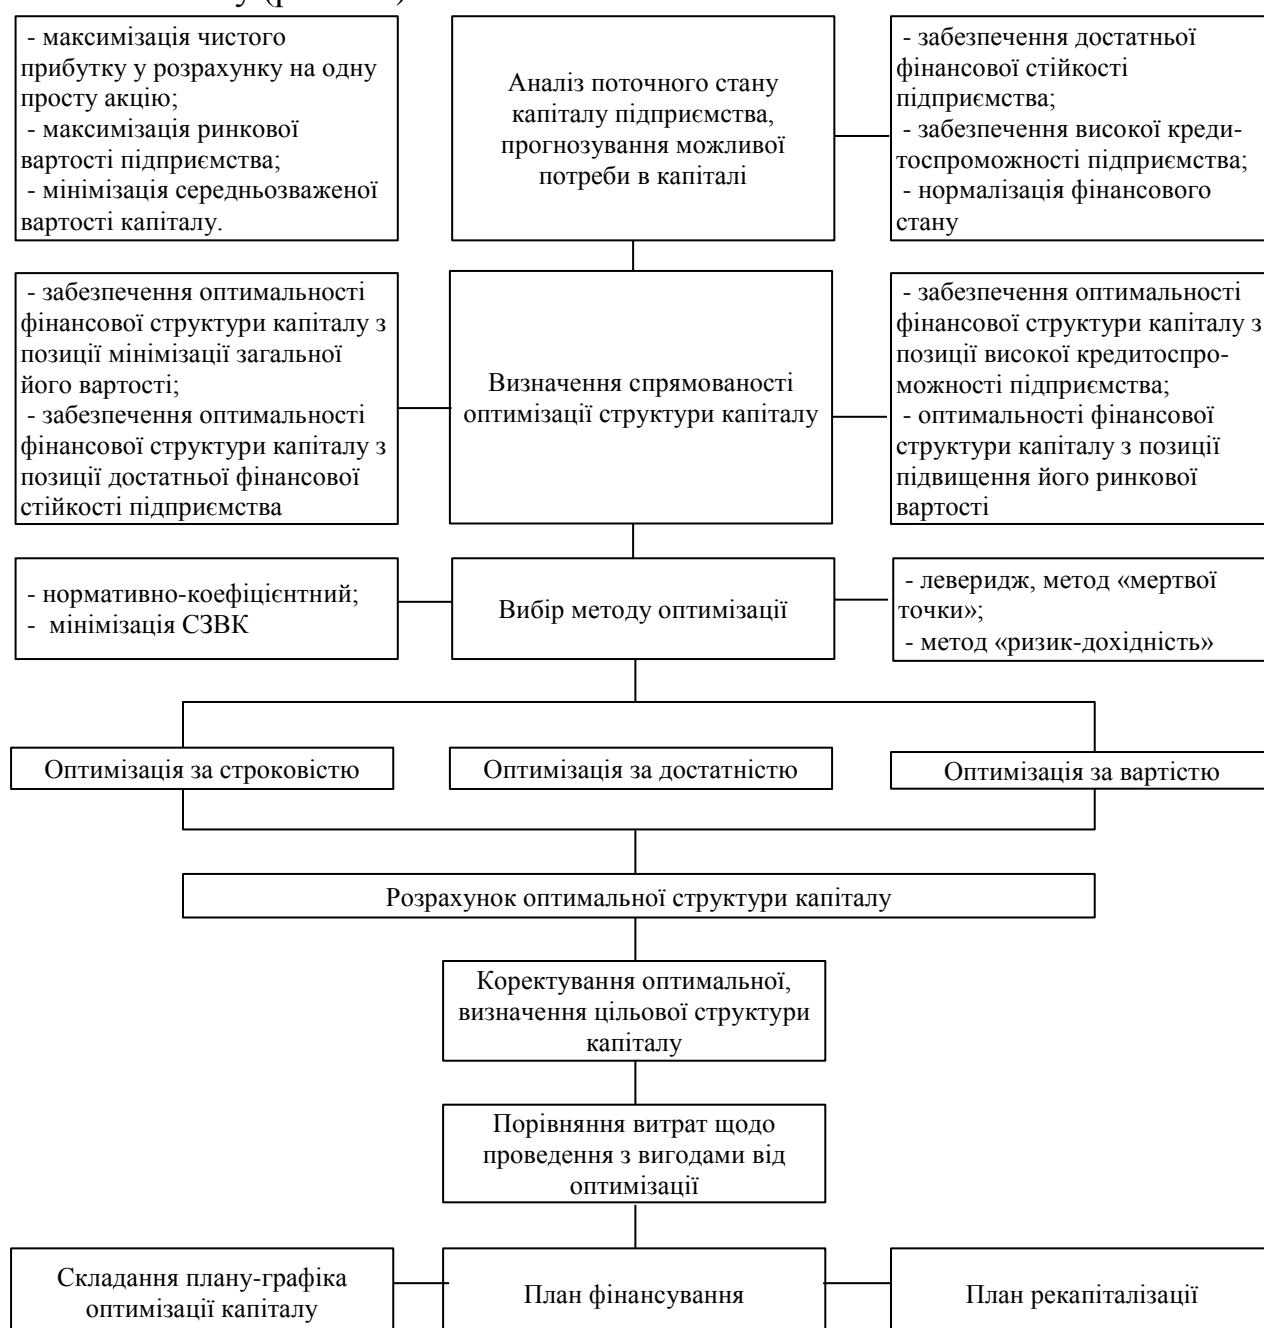 - максимізація чистого
прибутку у розрахунку на одну
просту акцію;
- максимізація ринкової
вартості підприємства;
- мінімізація середньозваженої
вартості капіталу.
Аналіз поточного стану
капіталу підприємства,
прогнозування можливої
потреби в капіталі
- забезпечення достатньої
фінансової стійкості
підприємства;
- забезпечення високої креди-
тоспроможності підприємства;
- нормалізація фінансового
стану
- забезпечення оптимальності
фінансової структури капіталу з
позиції мінімізації загальної
його вартості;
- забезпечення оптимальності
фінансової структури капіталу з
позиції достатньої фінансової
стійкості підприємства
Визначення спрямованості
оптимізації структури капіталу
- забезпечення оптимальності
фінансової структури капіталу з
позиції високої кредитоспро-
можності підприємства;
- оптимальності фінансової
структури капіталу з позиції
підвищення його ринкової
вартості
- нормативно-коефіцієнтний;
- мінімізація СЗВК
Вибір методу оптимізації
- леверидж, метод «мертвої
точки»;
- метод «ризик-дохідність»
Оптимізація за строковістю
Оптимізація за достатністю
Оптимізація за вартістю
Розрахунок оптимальної структури капіталу
Коректування оптимальної,
визначення цільової структури
капіталу
Порівняння витрат щодо
проведення з вигодами від
оптимізації
Складання плану-графіка
оптимізації капіталу
План фінансування
План рекапіталізації